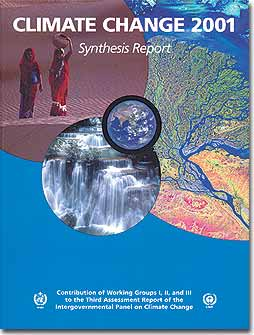 CLIMATE CHANGE 2001
Synthesis Report
Contribution of Working Groups I, II, and III
to the Third Assessment Report of the
Intergovernmental Panel on Climate Change